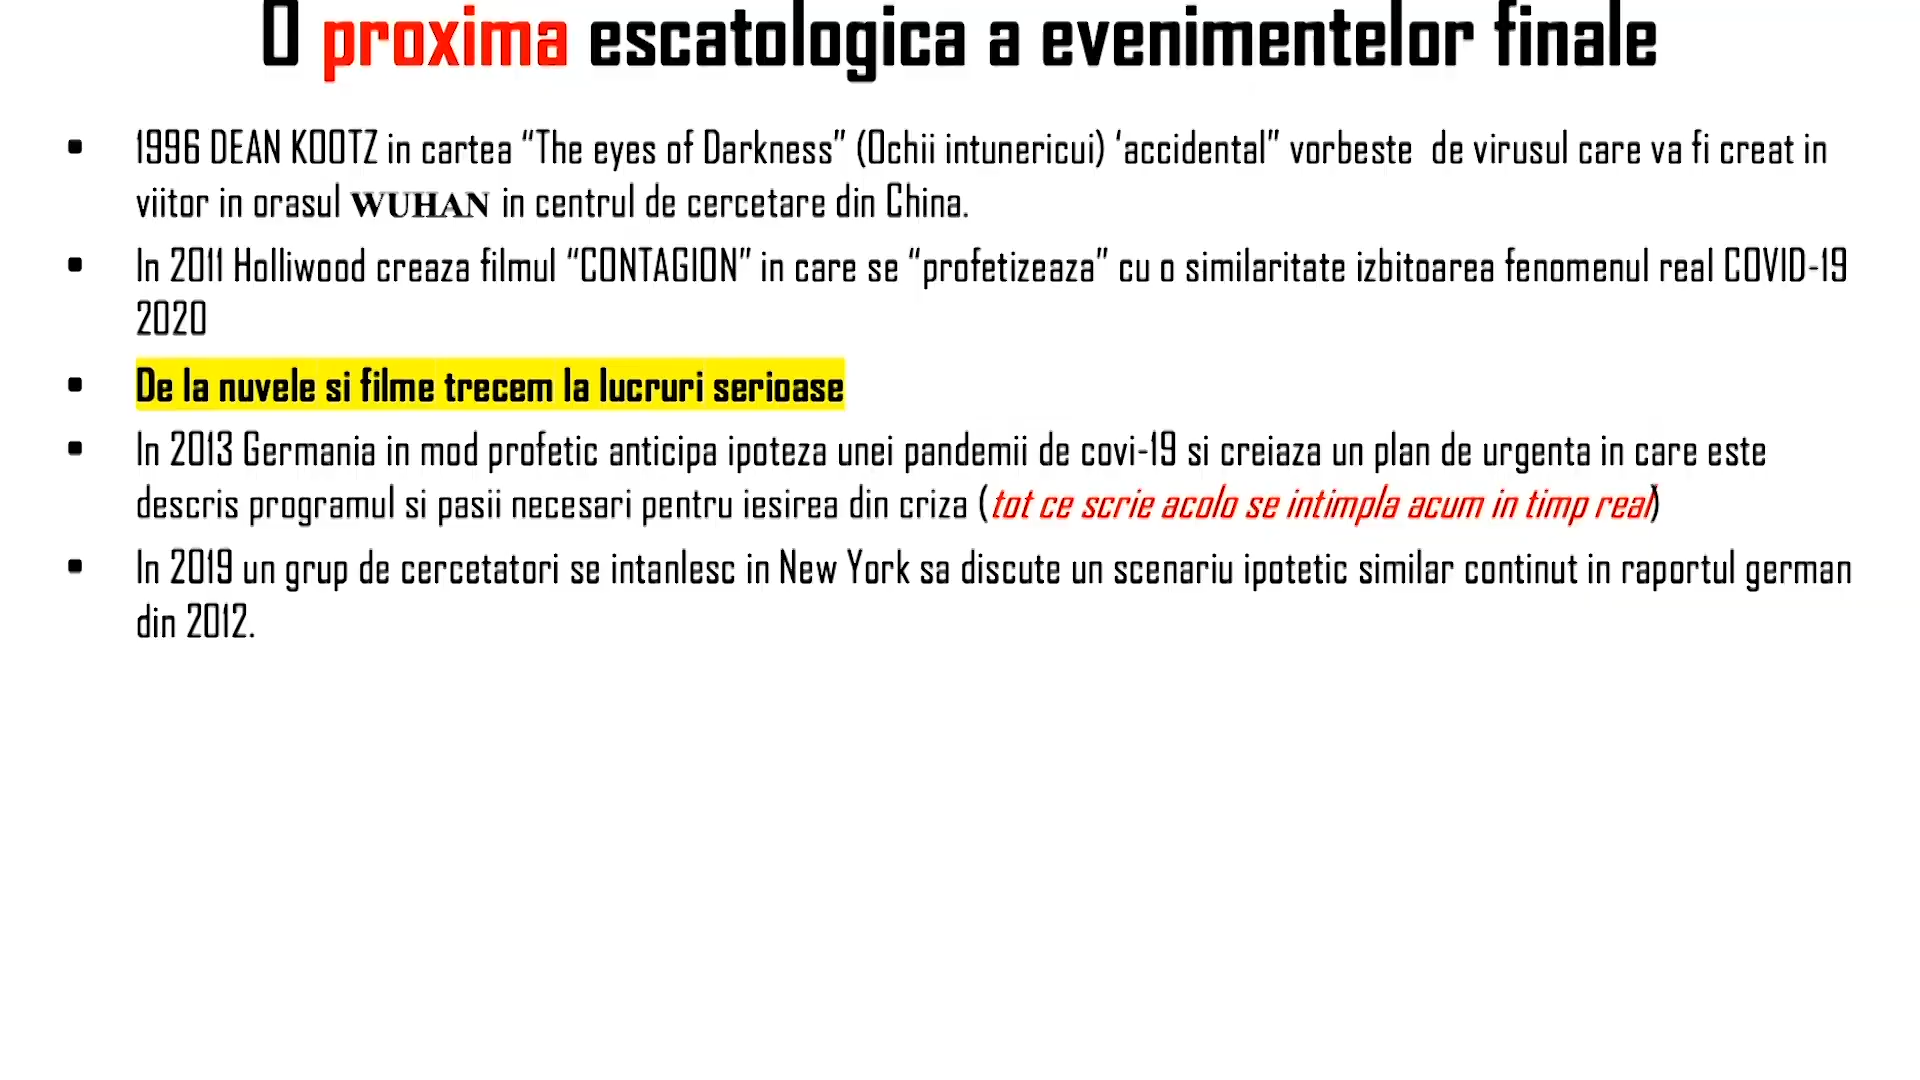 O proxima escatologica a evenimentelor finale
▪ 1996 DEAN KOOTZ in cartea “The eyes of Darkness” (Ochii intunericui) ‘accidental” vorbeste de virusul care va fi creat in
viitor in orasul WUHAN in centrul de cercetare din China.
▪ In 2011 Holliwood creaza filmul “CONTAGION” in care se “profetizeaza” cu o similaritate izbitoarea fenomenul real COVID-19
2020
▪ De la nuvele si filme trecem la lucruri serioase
▪ In 2013 Germania in mod profetic anticipa ipoteza unei pandemii de covi-19 si creiaza un plan de urgenta in care este
descris programul si pasii necesari pentru iesirea din criza (tot ce scrie acolo se intimpla acum in timp real)
▪ In 2019 un grup de cercetatori se intanlesc in New York sa discute un scenariu ipotetic similar continut in raportul german
din 2012.